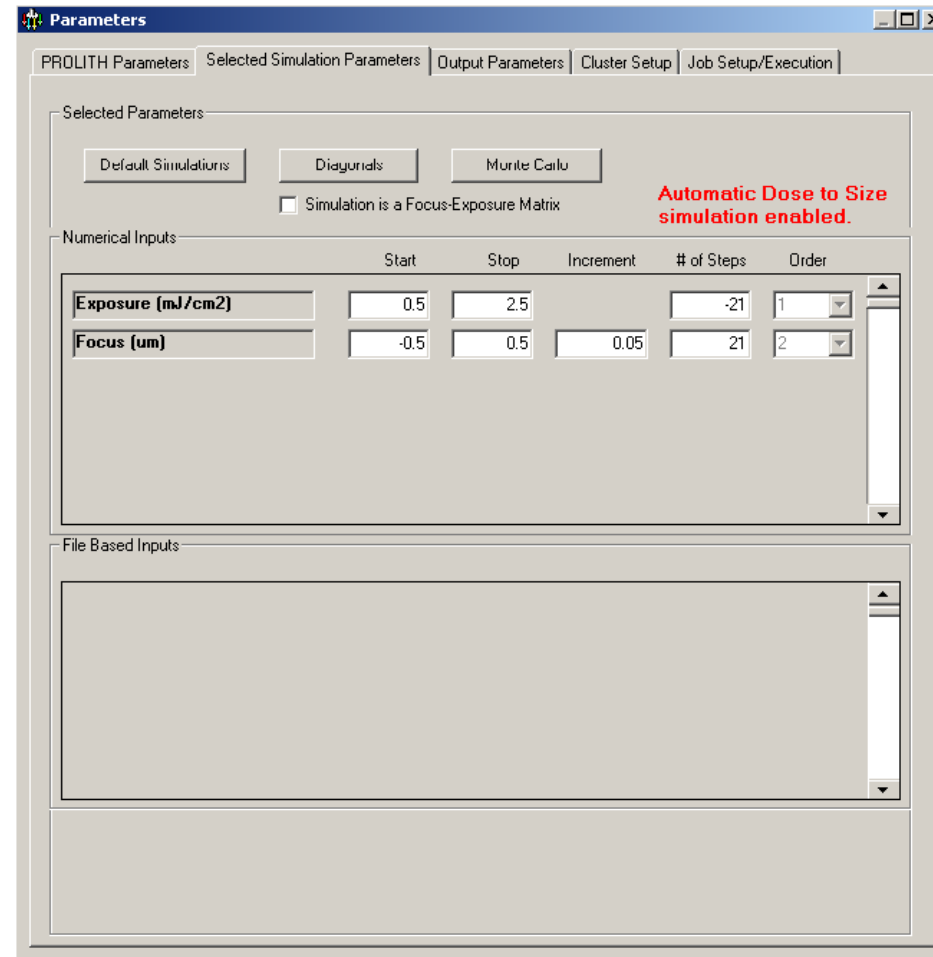 Parameters
PROLITH Parameters Selected Simulation Parameters Output Parameters Cluster Setup Job Setup/Execution
Selected Parameters
Default Simulations Diagonals Monte Carlo
Simulation is a Focus-Exposure Matrix
Automatic Dose to Size
simulation enabled.
Numerical Inputs
Start Stop Increment # of Steps Order
Exposure (mJ/cm2) 0.5 2.5 -21 1
Focus (um) -0.5 0.5 0.05 21 2
File Based Inputs